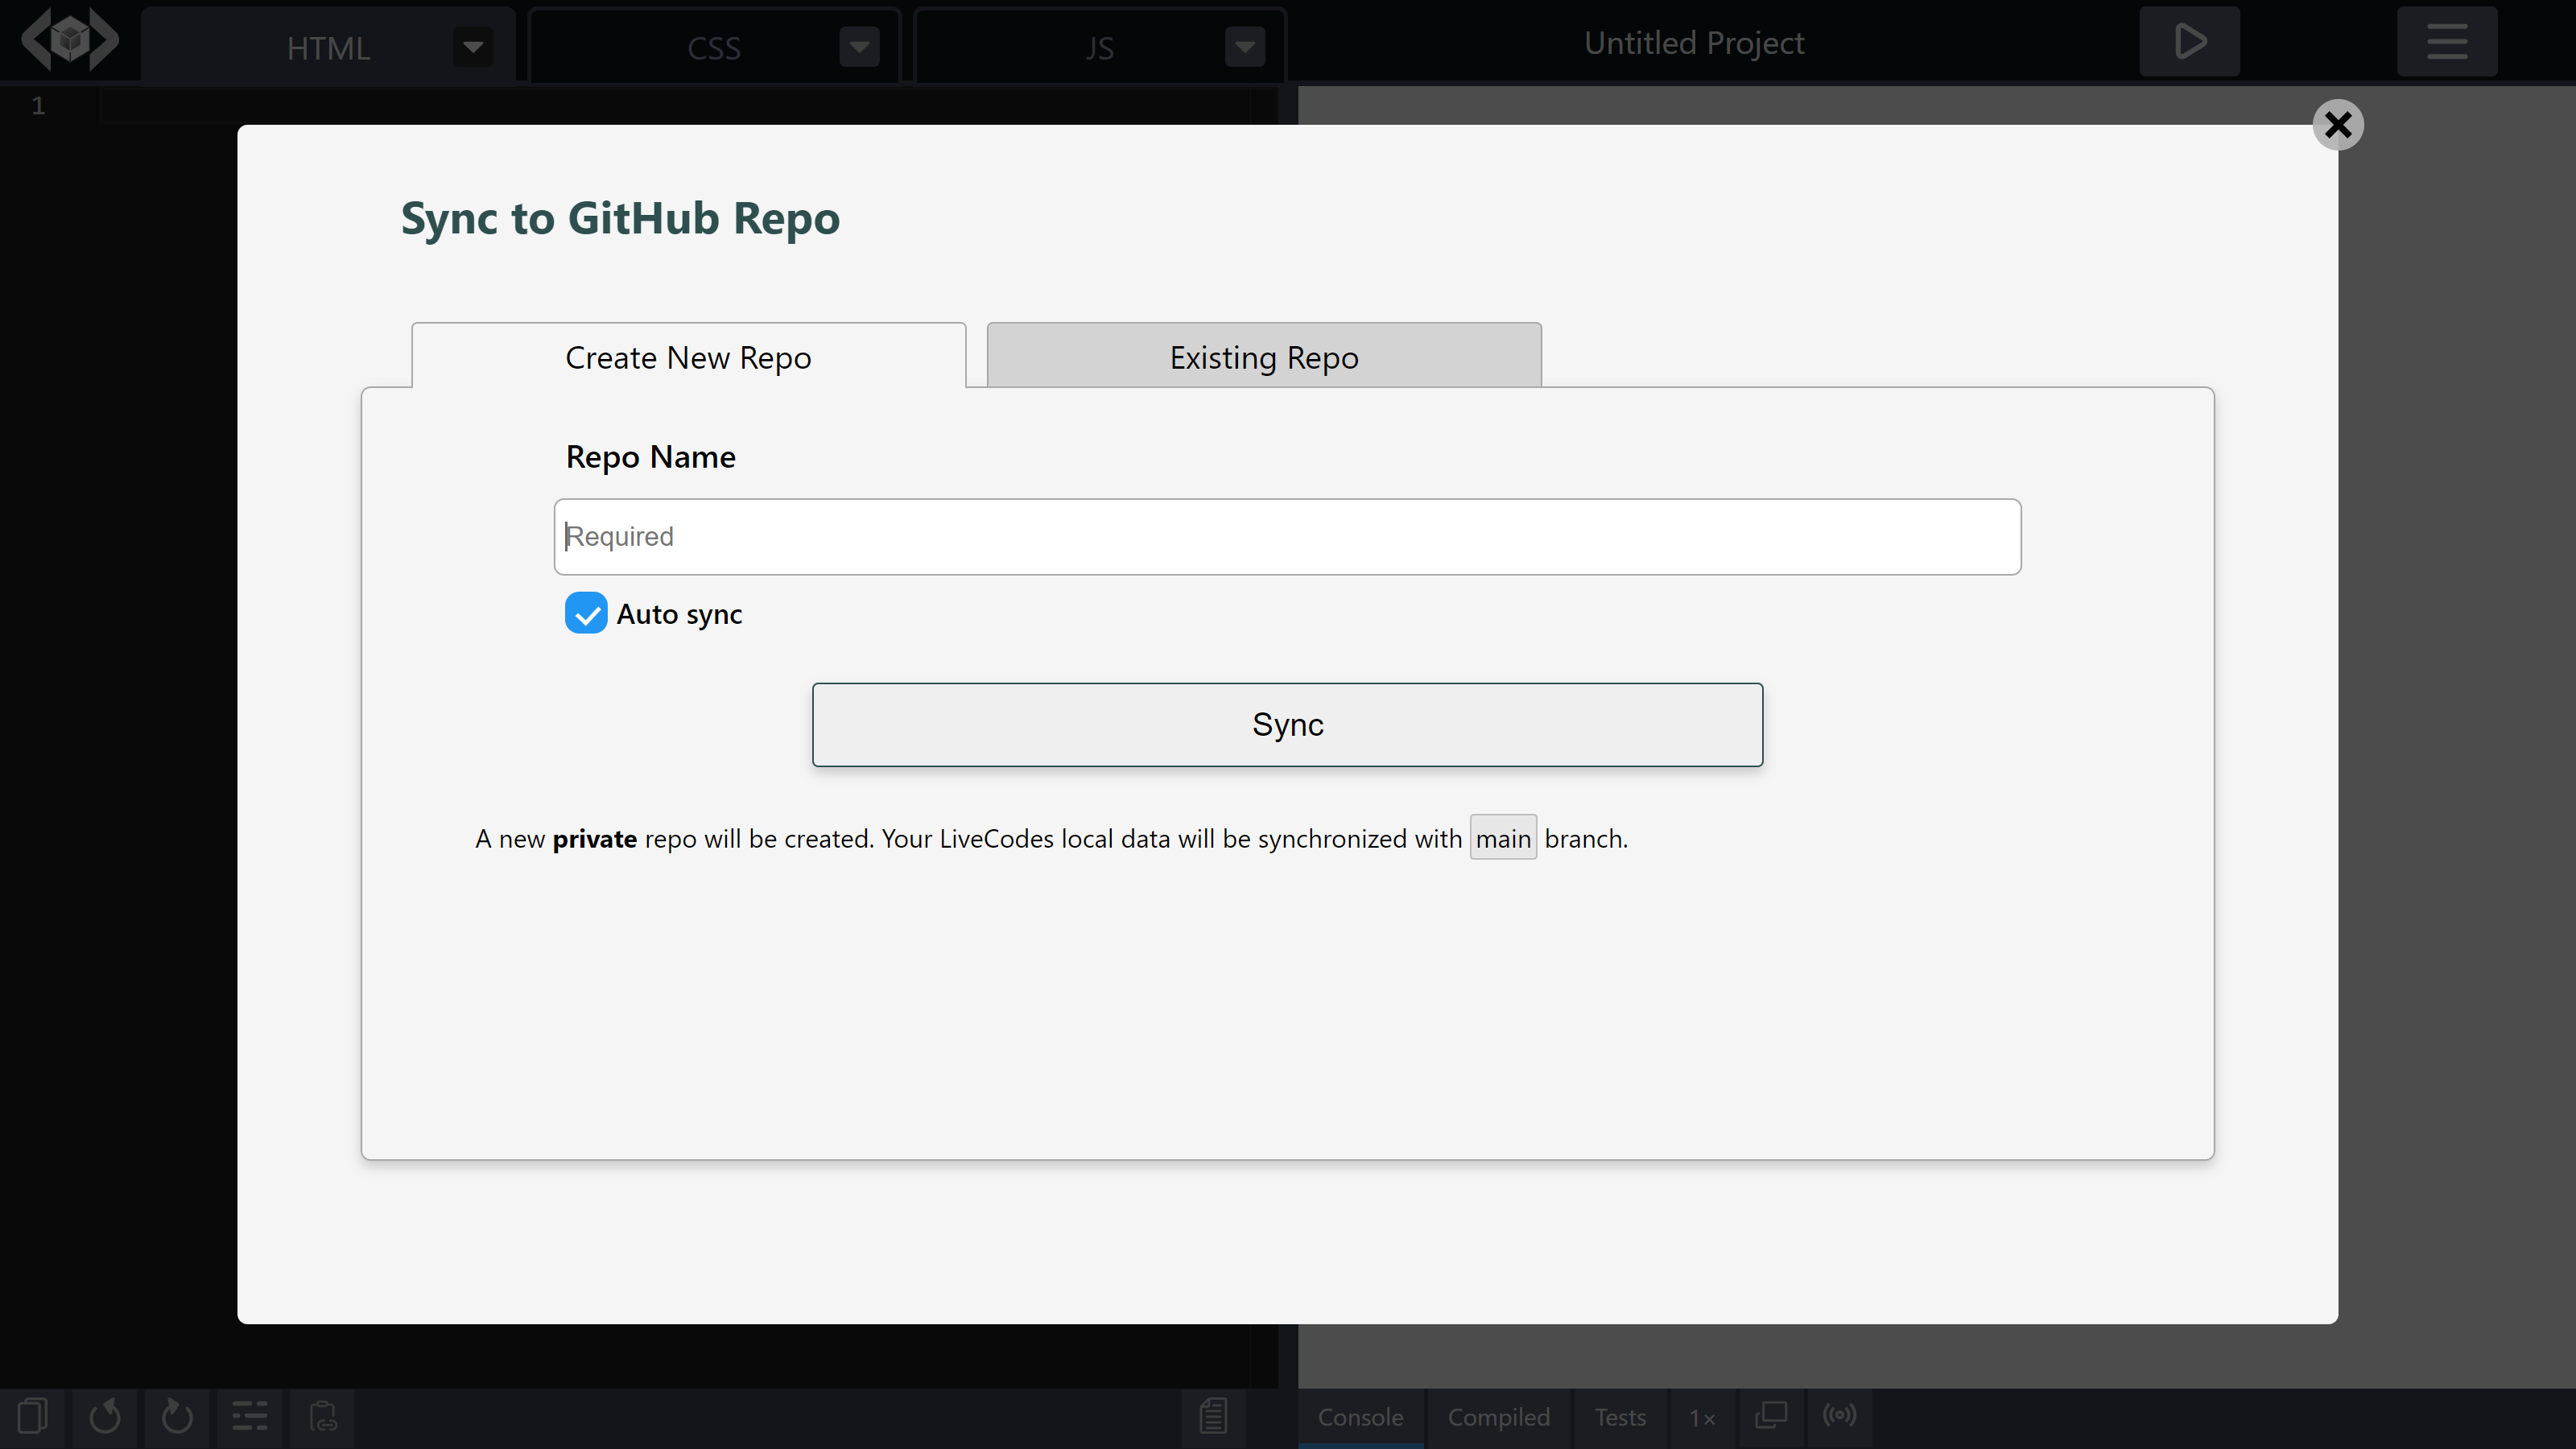 HTML
CSS
JS
Untitled Project
1
Sync to GitHub Repo
Create New Repo
Existing Repo
Repo Name
Required
Auto sync
Sync
A new private repo will be created. Your LiveCodes local data will be synchronized with main branch.
Console
Compiled
Tests
1×